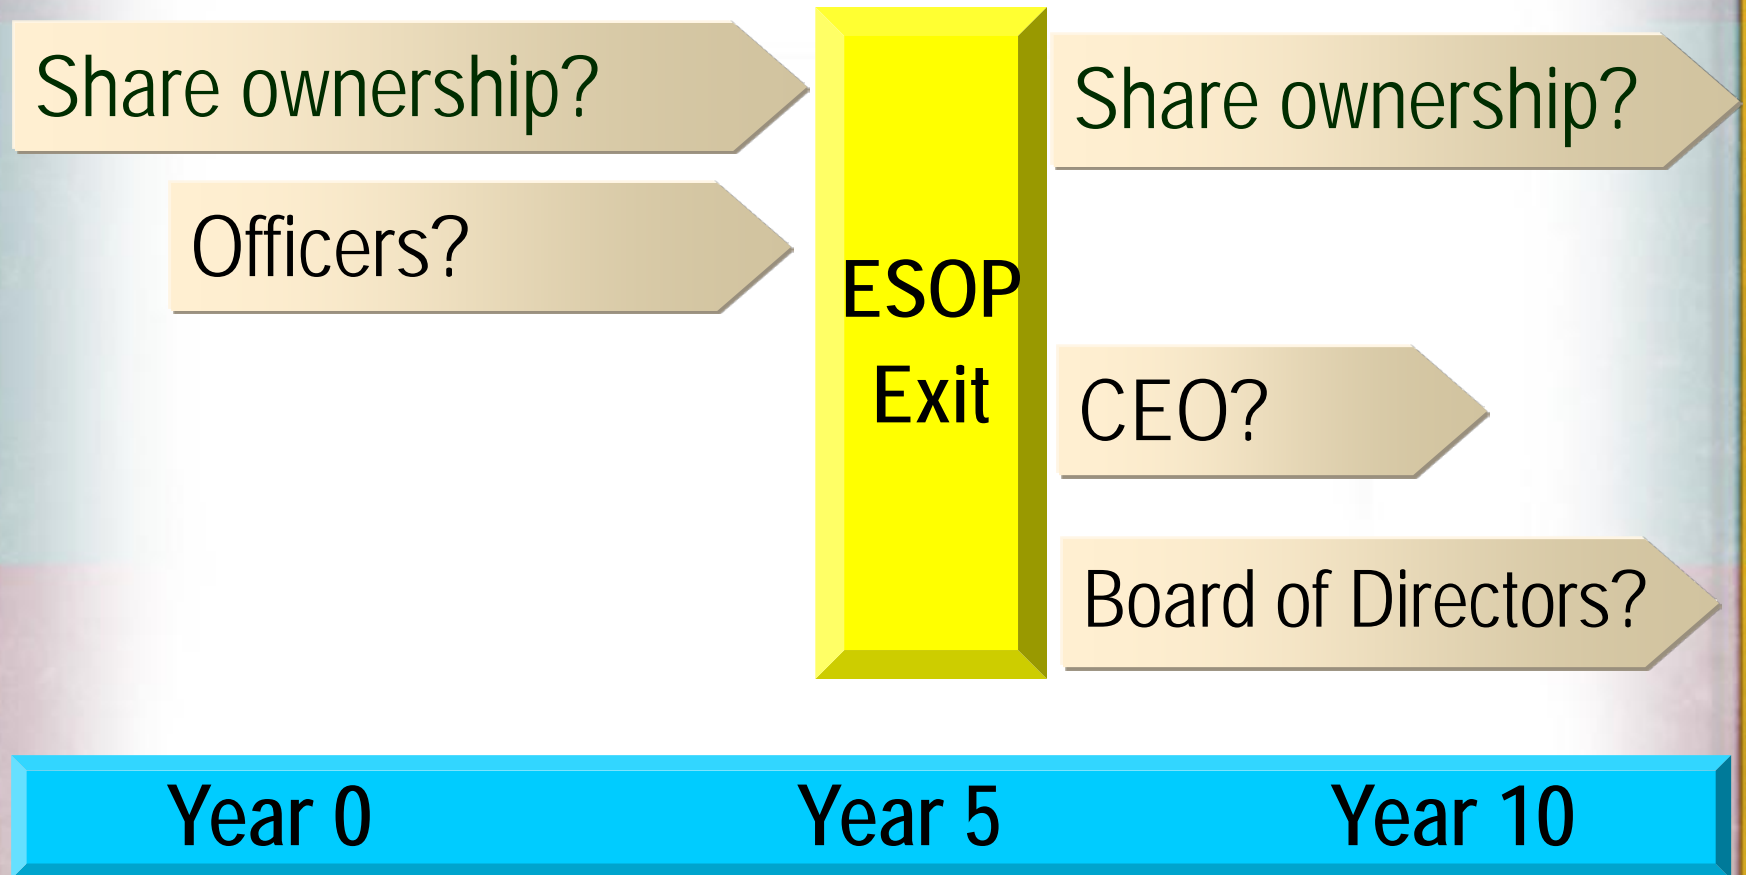 Share ownership?
Officers?
ESOP
Exit
Share ownership?
CEO?
Board of Directors?
Year 0
Year 5
Year 10